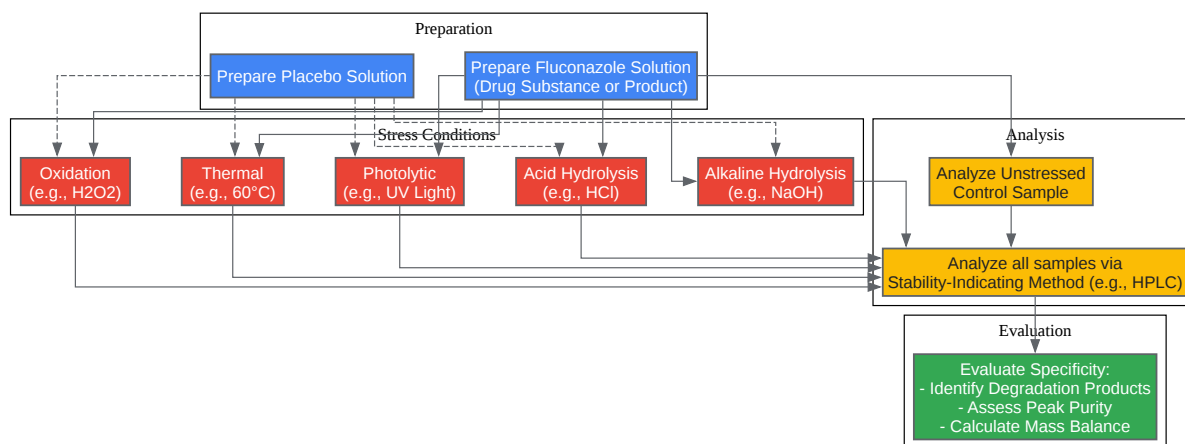 Preparation
Prepare Placebo Solution
Prepare Fluconazole Solution
(Drug Substance or Product)
Stress Conditions
Oxidation
(e.g., H2O2)
Thermal
(e.g., 60°C)
Photolytic
(e.g., UV Light)
Acid Hydrolysis
(e.g., HCl)
Alkaline Hydrolysis
(e.g., NaOH)
Analysis
Analyze Unstressed
Control Sample
Analyze all samples via
Stability-Indicating Method (e.g., HPLC)
Evaluation
Evaluate Specificity:
- Identify Degradation Products
- Assess Peak Purity
- Calculate Mass Balance